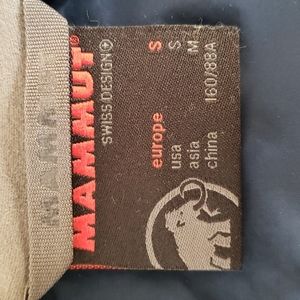 MAMMUT®
SWISS DESIGN
europe S
usa S
asia M
china 160/88A
MAMMUT